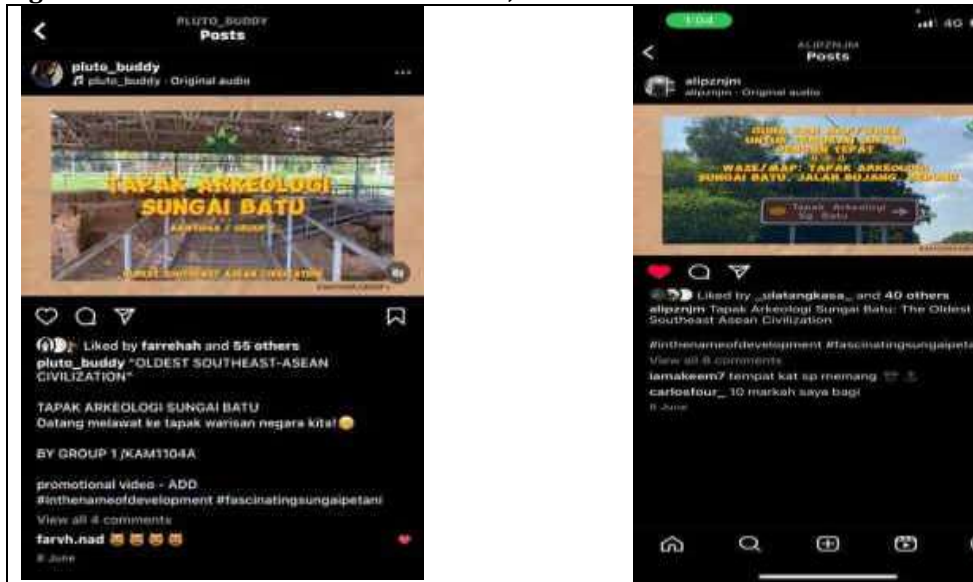 PLUTO_BUDDY
Posts
pluto_buddy
pluto_buddy · Original audio
TAPAK ARKEOLOGI
SUNGAI BATU
OLDEST SOUTHEAST ASEAN CIVILIZATION
Liked by farrehah and 55 others
pluto_buddy "OLDEST SOUTHEAST-ASEAN
CIVILIZATION"
TAPAK ARKEOLOGI SUNGAI BATU
Datang melawat ke tapak warisan negara kita!
BY GROUP 1 /KAM1104A
promotional video - ADD
#inthenameofdevelopment #fascinatingsungaipetani
View all 4 comments
farvh.nad
8 June
1:04
4G
ALIPZNJM
Posts
alipznjm
alipznjm · Original audio
WAZE/MAP: TAPAK ARKEOLOGI
SUNGAI BATU, JALAN BUJANG,
Tapak Arkeologi
Sg. Batu
Liked by _ulatangkasa_ and 40 others
alipznjm Tapak Arkeologi Sungai Batu: The Oldest
Southeast Asean Civilization
#inthenameofdevelopment #fascinatingsungaipeta
View all 8 comments
iamakeem7 tempat kat sp memang
carlosfour_ 10 markah saya bagi
8 June